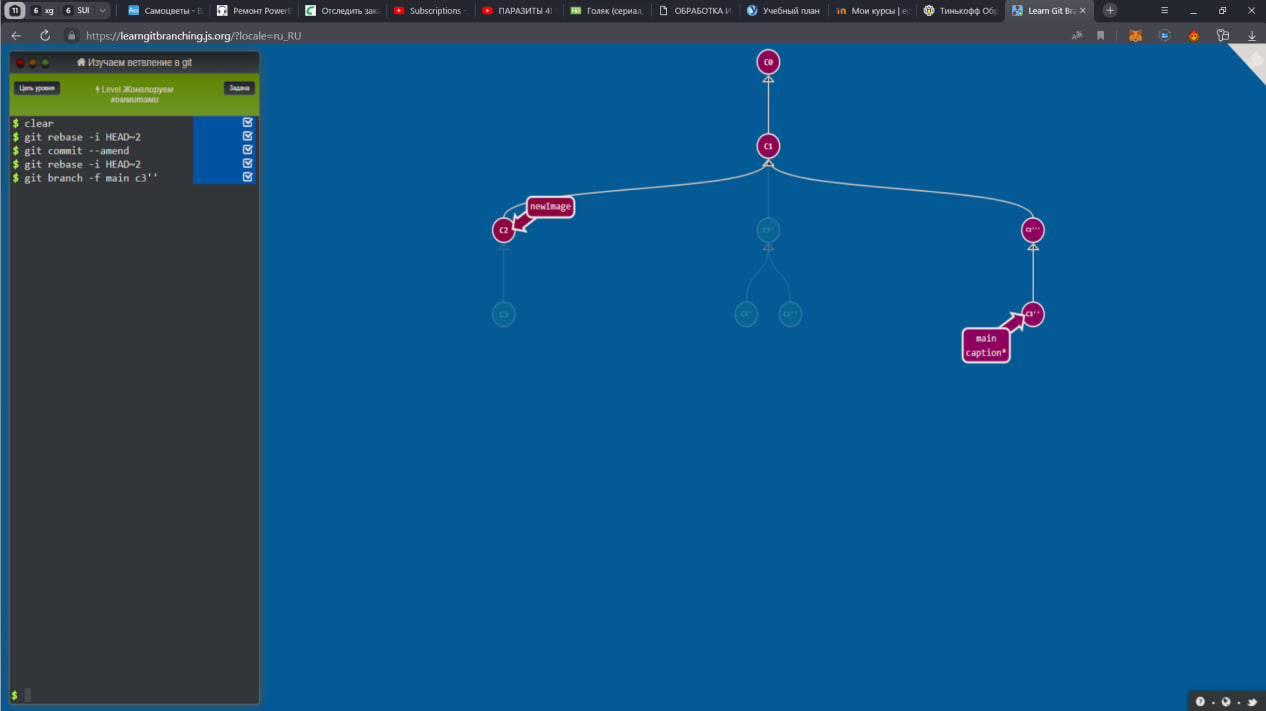 11
6 xg
6 SUI
Самоцветы - В
Ремонт PowerB
Отследить зака
Subscriptions -
ПАРАЗИТЫ 4
Голяк (сериал,
ОБРАБОТКА И
Учебный план
Мои курсы | ec
Тинькофф Обр
Learn Git Bra
https://learngitbranching.js.org/?locale=ru_RU
Изучаем ветвление в git
Цель уровня
Level Жонглируем
коммитами
Задача
$ clear
$ git rebase -i HEAD~2
$ git commit --amend
$ git rebase -i HEAD~2
$ git branch -f main c3''
$
C0
C1
newImage
C2
C3'
C3'''
C3
C2'
C3''
main
caption*